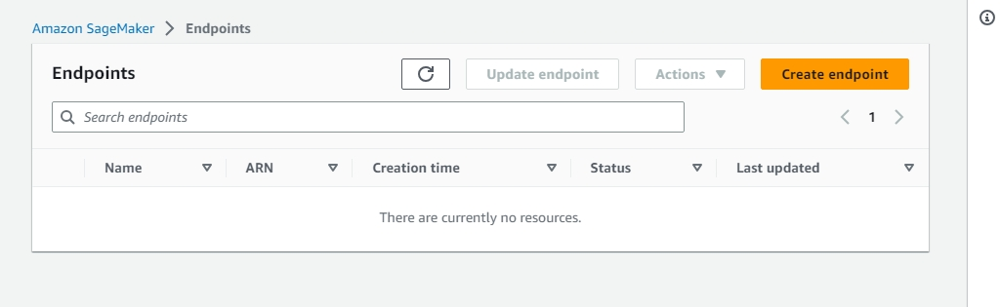 Amazon SageMaker > Endpoints
Endpoints Update endpoint Actions Create endpoint
Search endpoints 1
Name ARN Creation time Status Last updated
There are currently no resources.